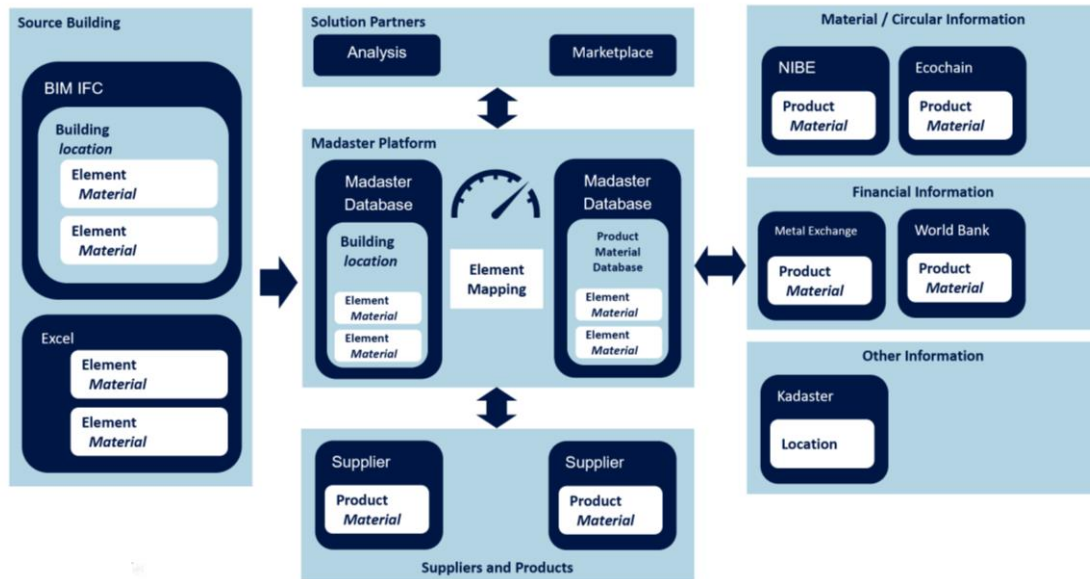 Source Building
BIM IFC
Building
location
Element
Material
Element
Material
Excel
Element
Material
Element
Material
Solution Partners
Analysis
Marketplace
Madaster Platform
Madaster
Database
Building
location
Element
Material
Element
Material
Element
Mapping
Madaster
Database
Product
Material
Database
Element
Material
Element
Material
Supplier
Product
Material
Supplier
Product
Material
Suppliers and Products
Material / Circular Information
NIBE
Product
Material
Ecochain
Product
Material
Financial Information
Metal Exchange
Product
Material
World Bank
Product
Material
Other Information
Kadaster
Location